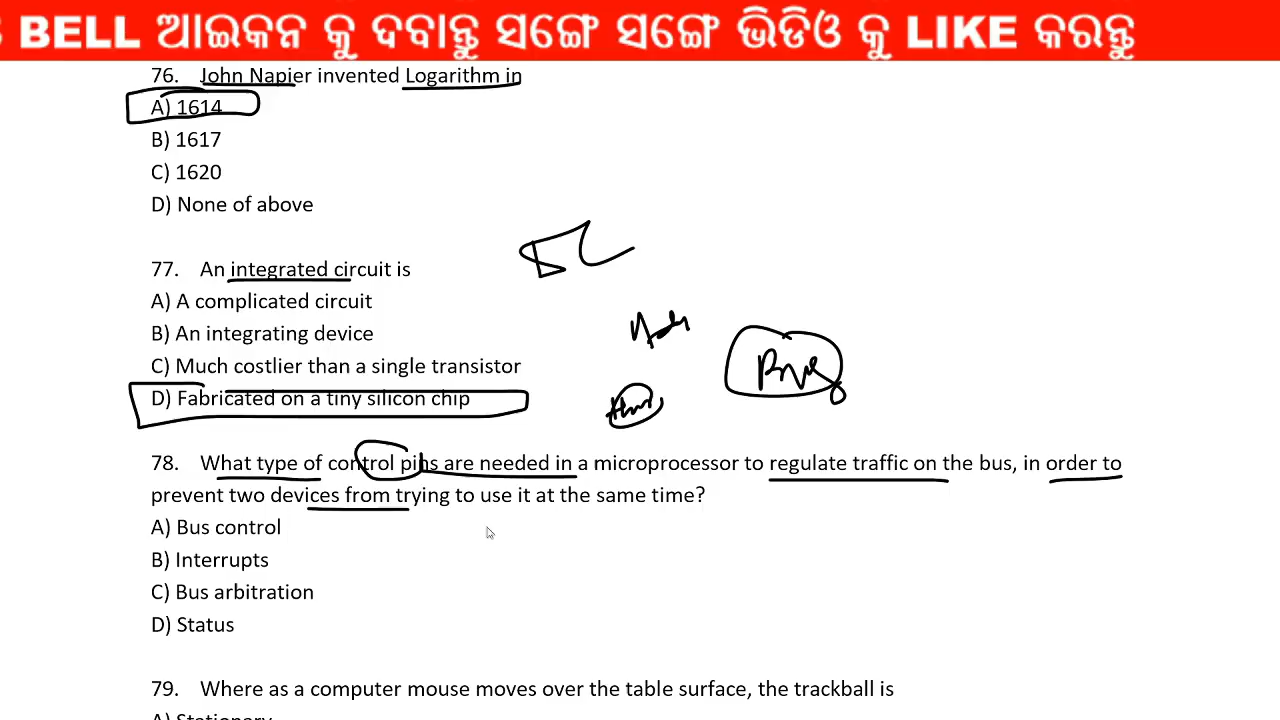 BELL ଆଇକନ କୁ ଦବାନ୍ତୁ ସଙ୍ଗେ ସଙ୍ଗେ ଭିଡିଓ କୁ LIKE କରନ୍ତୁ
76. John Napier invented Logarithm in
A) 1614
B) 1617
C) 1620
D) None of above
77. An integrated circuit is
A) A complicated circuit
B) An integrating device
C) Much costlier than a single transistor
D) Fabricated on a tiny silicon chip
78. What type of control pins are needed in a microprocessor to regulate traffic on the bus, in order to
prevent two devices from trying to use it at the same time?
A) Bus control
B) Interrupts
C) Bus arbitration
D) Status
79. Where as a computer mouse moves over the table surface, the trackball is
A) Stationary